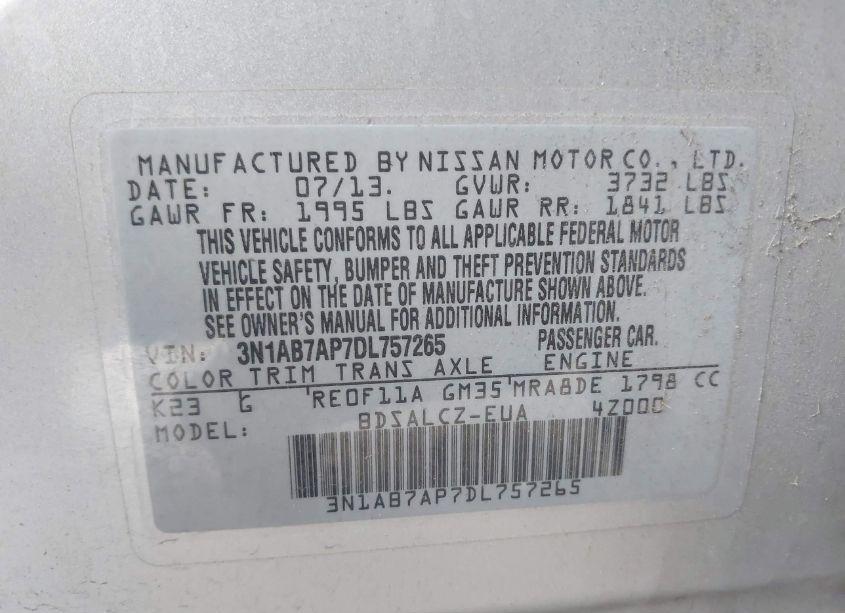 MANUFACTURED BY NISSAN MOTOR CO., LTD.
DATE: 07/13. GVWR: 3732 LBS
GAWR FR: 1995 LBS GAWR RR: 1841 LBS
THIS VEHICLE CONFORMS TO ALL APPLICABLE FEDERAL MOTOR
VEHICLE SAFETY, BUMPER AND THEFT PREVENTION STANDARDS
IN EFFECT ON THE DATE OF MANUFACTURE SHOWN ABOVE.
SEE OWNER'S MANUAL FOR ADDITIONAL INFORMATION.
VIN: 3N1AB7AP7DL757265 PASSENGER CAR.
COLOR TRIM TRANS AXLE ENGINE
K23 G RE0F11A GM35 MRA8DE 1798 CC
MODEL: BDSALCZ-EUA 4Z000
3N1AB7AP7DL757265